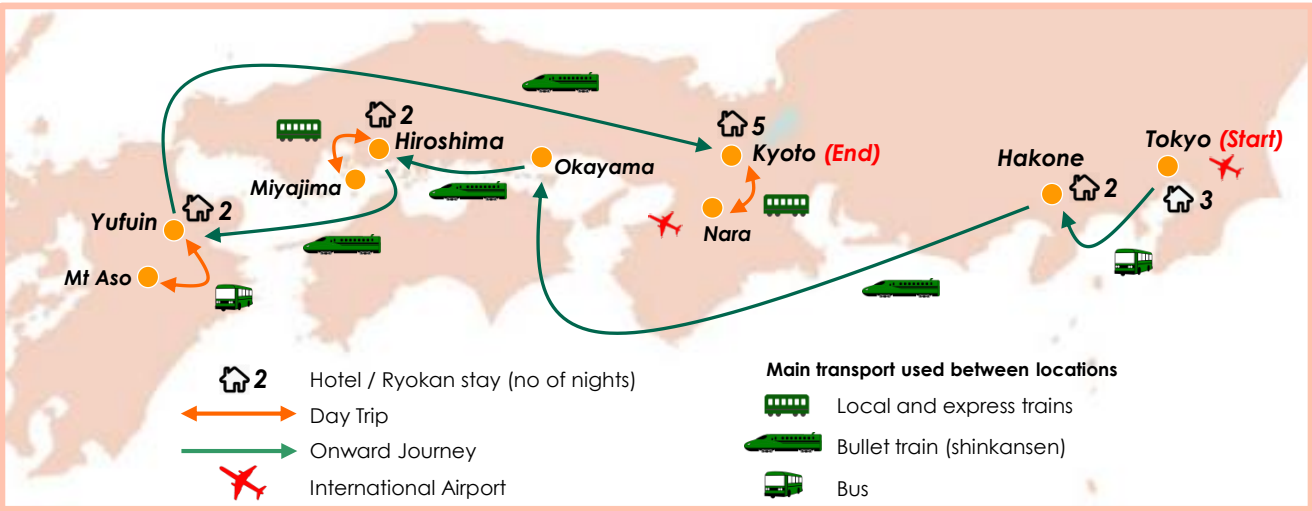 2
5
Hiroshima
Kyoto (End)
Tokyo (Start)
Okayama
Hakone
Miyajima
2
3
2
Yufuin
Nara
Mt Aso
Main transport used between locations
2 Hotel / Ryokan stay (no of nights)
Local and express trains
Day Trip
Bullet train (shinkansen)
Onward Journey
International Airport
Bus